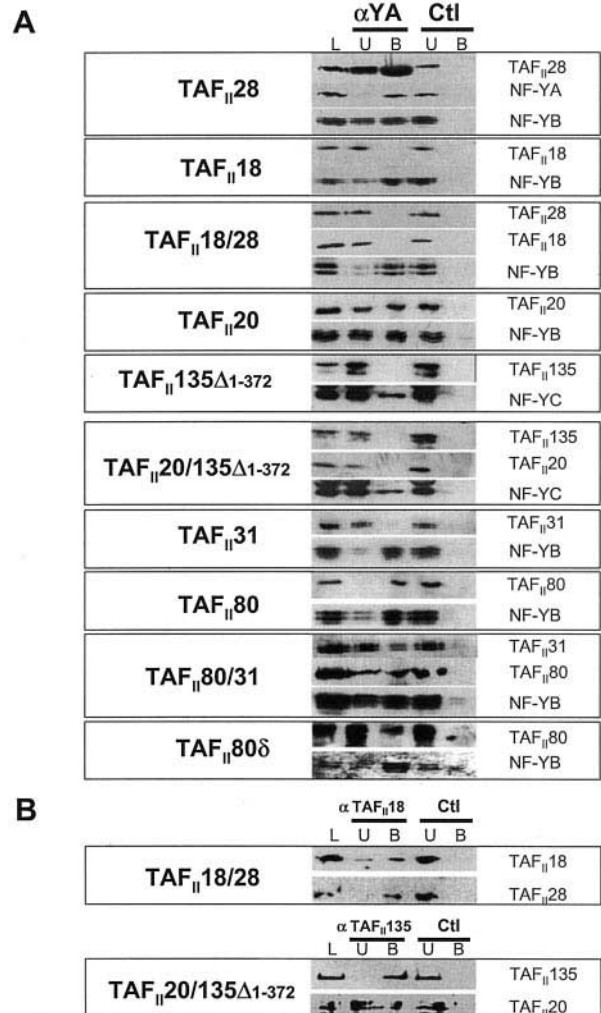 A
αYA Ctl
L U B U B
TAFII28
TAFII28
NF-YA
NF-YB
TAFII18
TAFII18
NF-YB
TAFII18/28
TAFII28
TAFII18
NF-YB
TAFII20
TAFII20
NF-YB
TAFII135Δ1-372
TAFII135
NF-YC
TAFII20/135Δ1-372
TAFII135
TAFII20
NF-YC
TAFII31
TAFII31
NF-YB
TAFII80
TAFII80
NF-YB
TAFII80/31
TAFII31
TAFII80
NF-YB
TAFII80δ
TAFII80
NF-YB
B
α TAFII18 Ctl
L U B U B
TAFII18/28
TAFII18
TAFII28
α TAFII135 Ctl
L U B U B
TAFII20/135Δ1-372
TAFII135
TAFII20